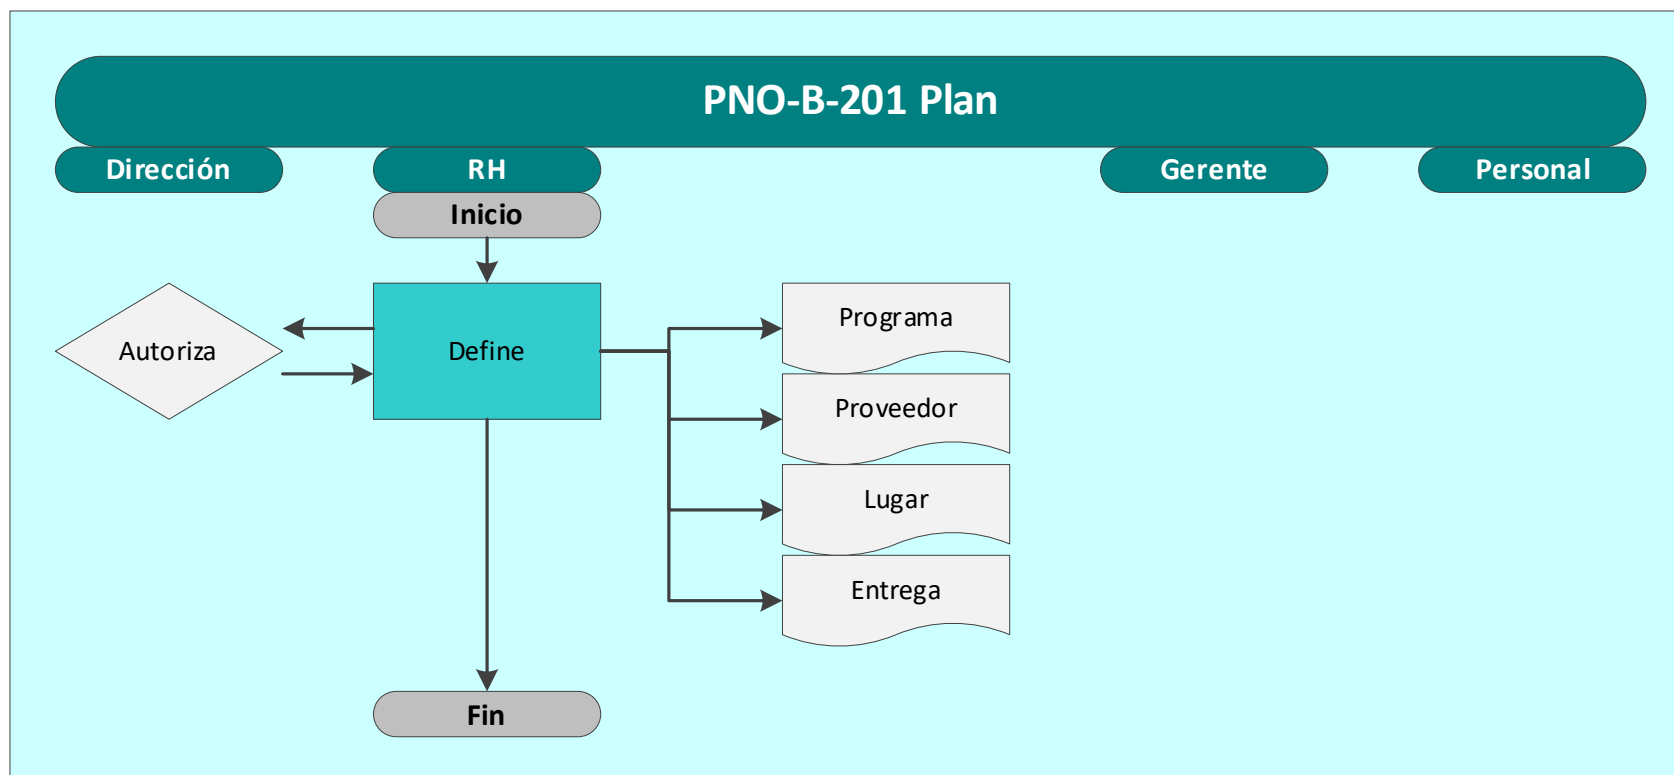 PNO-B-201 Plan
Dirección
RH
Gerente
Personal
Inicio
Autoriza
Define
Programa
Proveedor
Lugar
Entrega
Fin